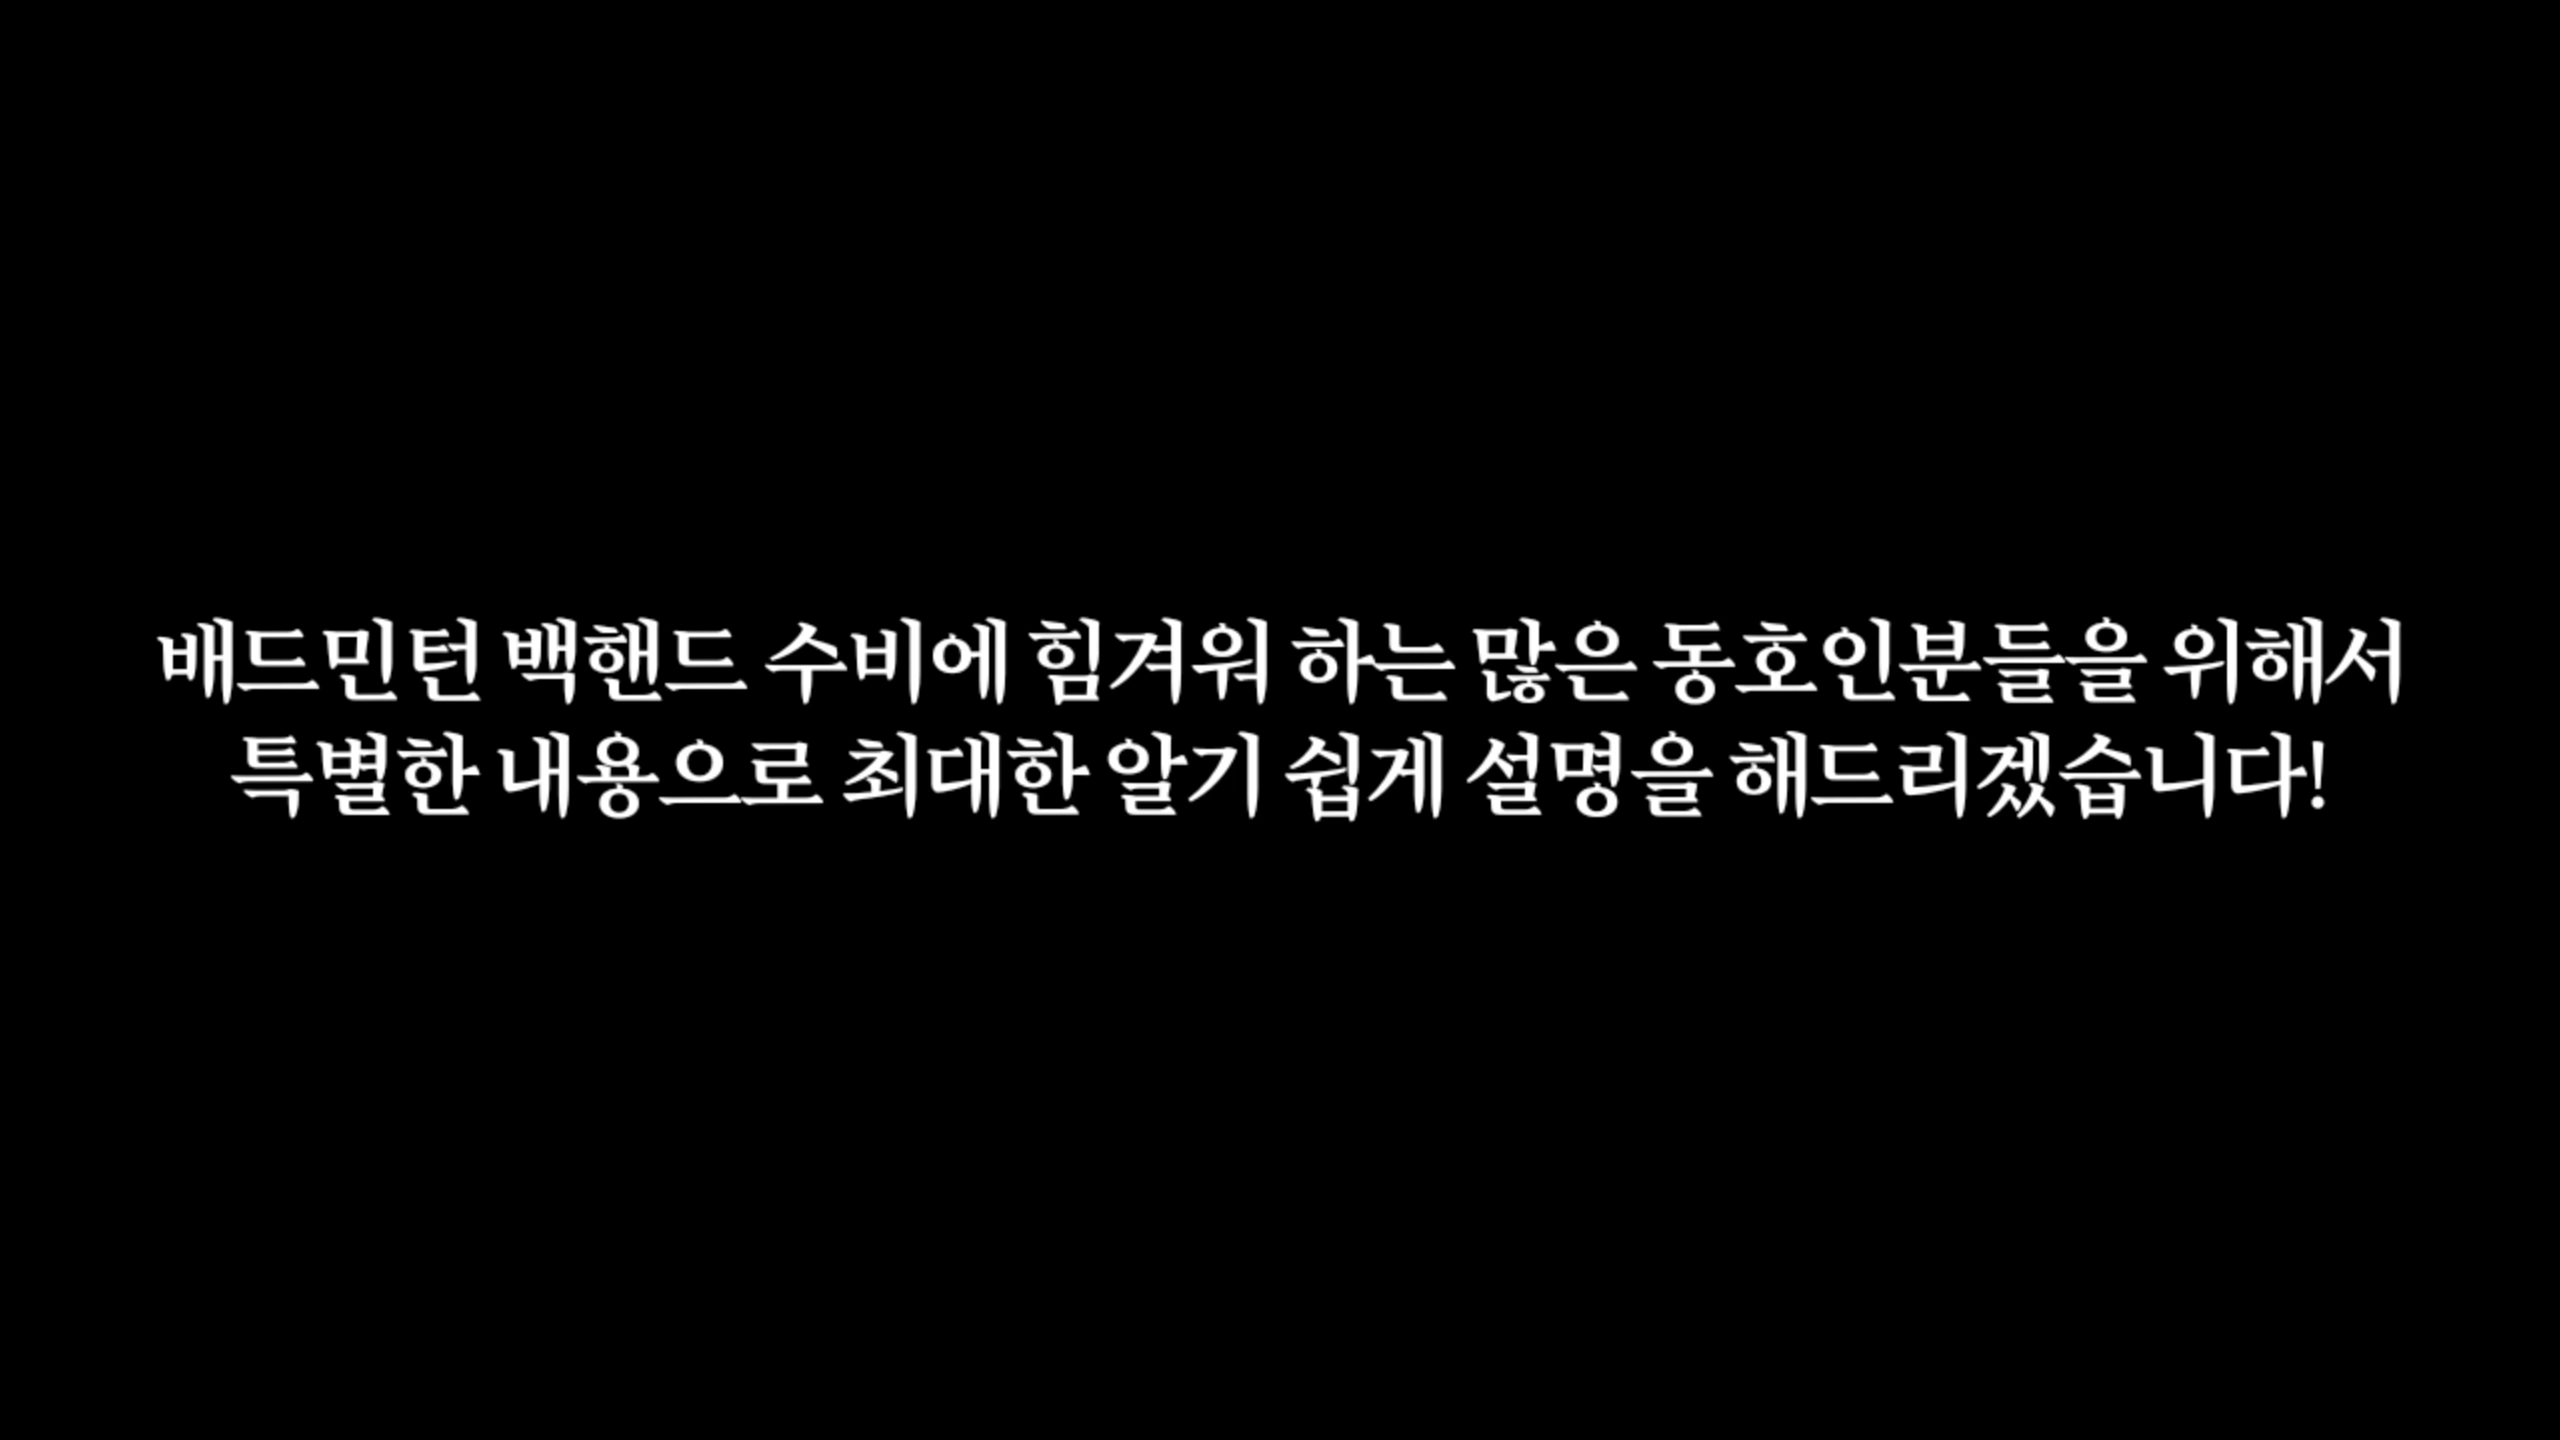 배드민턴 백핸드 수비에 힘겨워 하는 많은 동호인분들을 위해서
특별한 내용으로 최대한 알기 쉽게 설명을 해드리겠습니다!